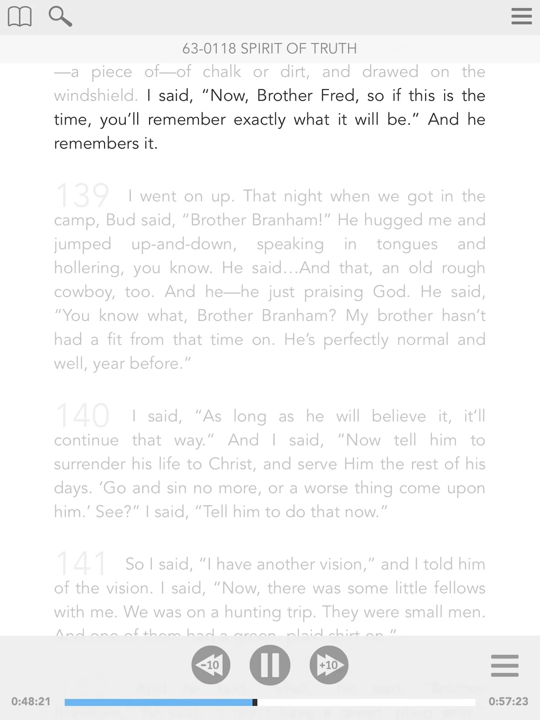 63-0118 SPIRIT OF TRUTH
—a piece of—of chalk or dirt, and drawed on the
windshield. I said, “Now, Brother Fred, so if this is the
time, you’ll remember exactly what it will be.” And he
remembers it.
139 I went on up. That night when we got in the
camp, Bud said, “Brother Branham!” He hugged me and
jumped up-and-down, speaking in tongues and
hollering, you know. He said…And that, an old rough
cowboy, too. And he—he just praising God. He said,
“You know what, Brother Branham? My brother hasn’t
had a fit from that time on. He’s perfectly normal and
well, year before.”
140 I said, “As long as he will believe it, it’ll
continue that way.” And I said, “Now tell him to
surrender his life to Christ, and serve Him the rest of his
days. ‘Go and sin no more, or a worse thing come upon
him.’ See?” I said, “Tell him to do that now.”
141 So I said, “I have another vision,” and I told him
of the vision. I said, “Now, there was some little fellows
with me. We was on a hunting trip. They were small men.
And one of them had a green, plaid shirt on.”
-10 +10
0:48:21 0:57:23